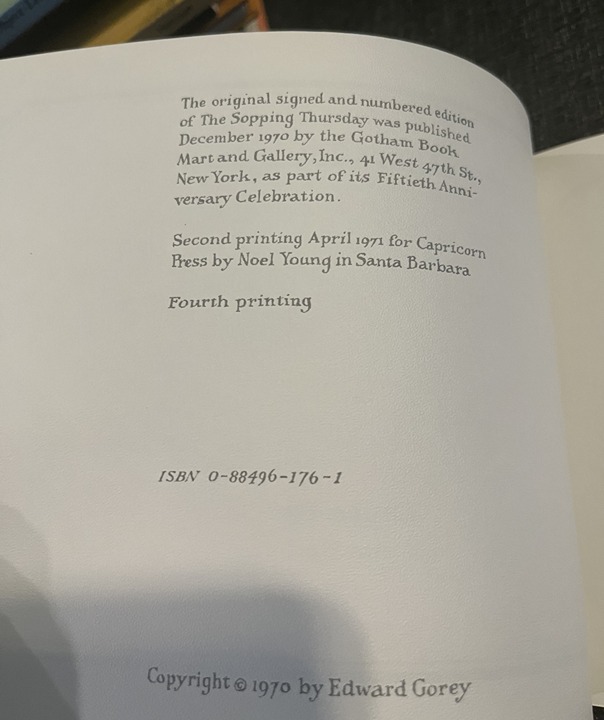 The original signed and numbered edition
of The Sopping Thursday was published
December 1970 by the Gotham Book
Mart and Gallery, Inc., 41 West 47th St.,
New York, as part of its Fiftieth Anni-
versary Celebration.
Second printing April 1971 for Capricorn
Press by Noel Young in Santa Barbara
Fourth printing
ISBN 0-88496-176-1
Copyright © 1970 by Edward Gorey